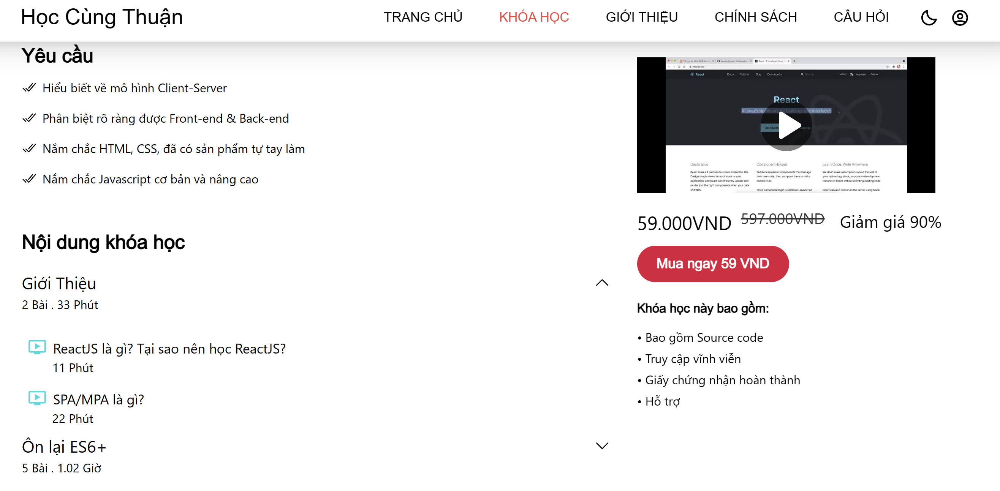 Học Cùng Thuận
TRANG CHỦ
KHÓA HỌC
GIỚI THIỆU
CHÍNH SÁCH
CÂU HỎI
Yêu cầu
Hiểu biết về mô hình Client-Server
Phân biệt rõ ràng được Front-end & Back-end
Nắm chắc HTML, CSS, đã có sản phẩm tự tay làm
Nắm chắc Javascript cơ bản và nâng cao
Nội dung khóa học
Giới Thiệu
2 Bài . 33 Phút
ReactJS là gì? Tại sao nên học ReactJS?
11 Phút
SPA/MPA là gì?
22 Phút
Ôn lại ES6+
5 Bài . 1.02 Giờ
reactjs.org
React
Docs
Tutorial
Blog
Community
Search
v17.0.2
Languages
GitHub
React
A JavaScript library for building user interfaces
Declarative
React makes it painless to create interactive UIs.
Design simple views for each state in your
application, and React will efficiently update and
render just the right components when your data
changes.
Component-Based
Build encapsulated components that manage
their own state, then compose them to make
complex UIs.
Since component logic is written in JavaScript
Learn Once, Write Anywhere
We don't make assumptions about the rest of
your technology stack, so you can develop new
features in React without rewriting existing code.
React can also render on the server using Node
59.000VND 597.000VND Giảm giá 90%
Mua ngay 59 VND
Khóa học này bao gồm:
• Bao gồm Source code
• Truy cập vĩnh viễn
• Giấy chứng nhận hoàn thành
• Hỗ trợ